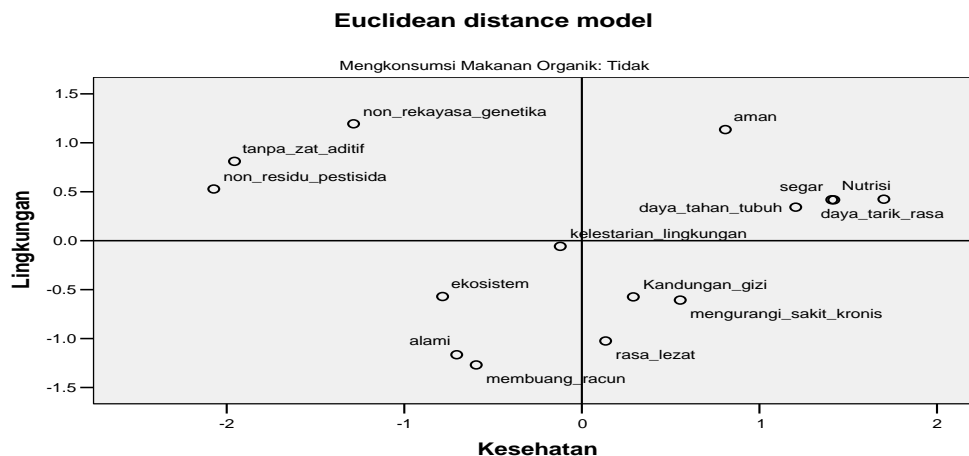 Euclidean distance model
Mengkonsumsi Makanan Organik: Tidak
1.5
non_rekayasa_genetika
aman
1.0
tanpa_zat_aditif
non_residu_pestisida
segar
Nutrisi
0.5
daya_tahan_tubuh
daya_tarik_rasa
kelestarian_lingkungan
0.0
Lingkungan
ekosistem
Kandungan_gizi
-0.5
mengurangi_sakit_kronis
alami
rasa_lezat
-1.0
membuang_racun
-1.5
-2
-1
0
1
2
Kesehatan